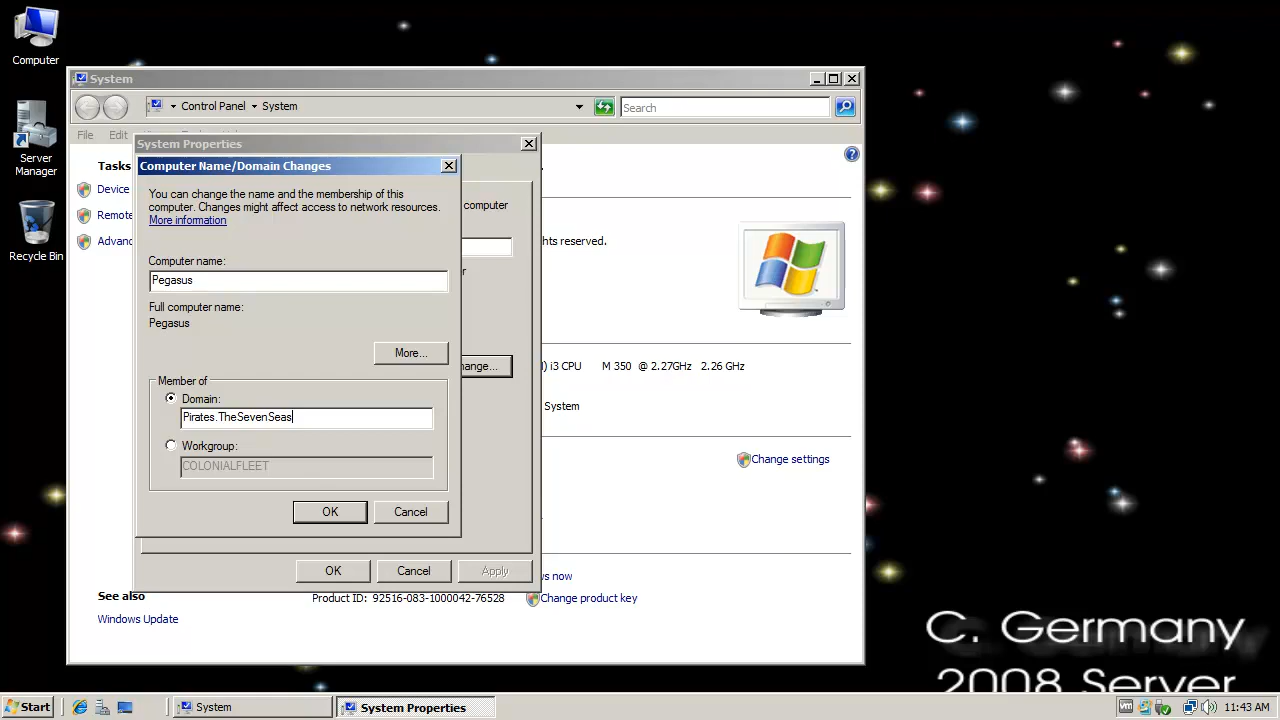 Computer
Server
Manager
Recycle Bin
System
Control Panel
System
Search
File
Edit
Tasks
Device
Remote
Advan
System Properties
computer
hts reserved.
Computer Name/Domain Changes
You can change the name and the membership of this
computer. Changes might affect access to network resources.
More information
Computer name:
Pegasus
Full computer name:
Pegasus
More...
Member of
Domain:
Pirates.TheSevenSeas
Workgroup:
COLONIALFLEET
OK
Cancel
ange...
) i3 CPU M 350 @ 2.27GHz 2.26 GHz
System
Change settings
OK
Cancel
Apply
ws now
See also
Product ID: 92516-083-1000042-76528
Change product key
Windows Update
C. Germany
2008 Server
Start
System
System Properties
11:43 AM